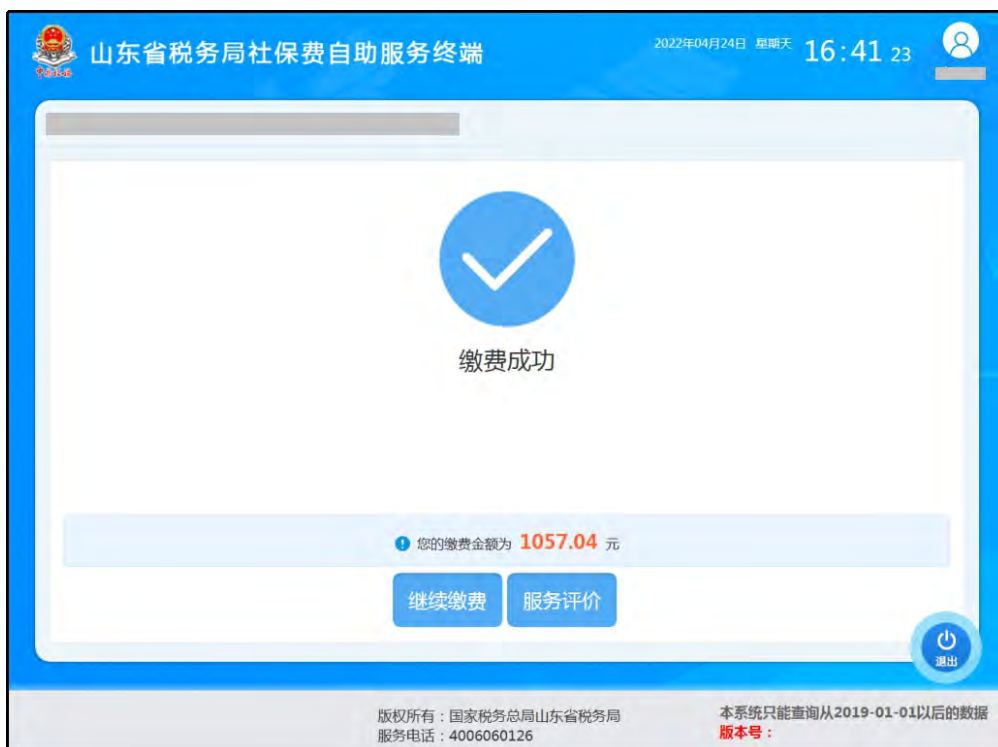 山东省税务局社保费自助服务终端
2022年04月24日 星期天 16:41 23
缴费成功
您的缴费金额为 1057.04 元
继续缴费 服务评价
退出
版权所有：国家税务总局山东省税务局
服务电话：4006060126
本系统只能查询从2019-01-01以后的数据
版本号：